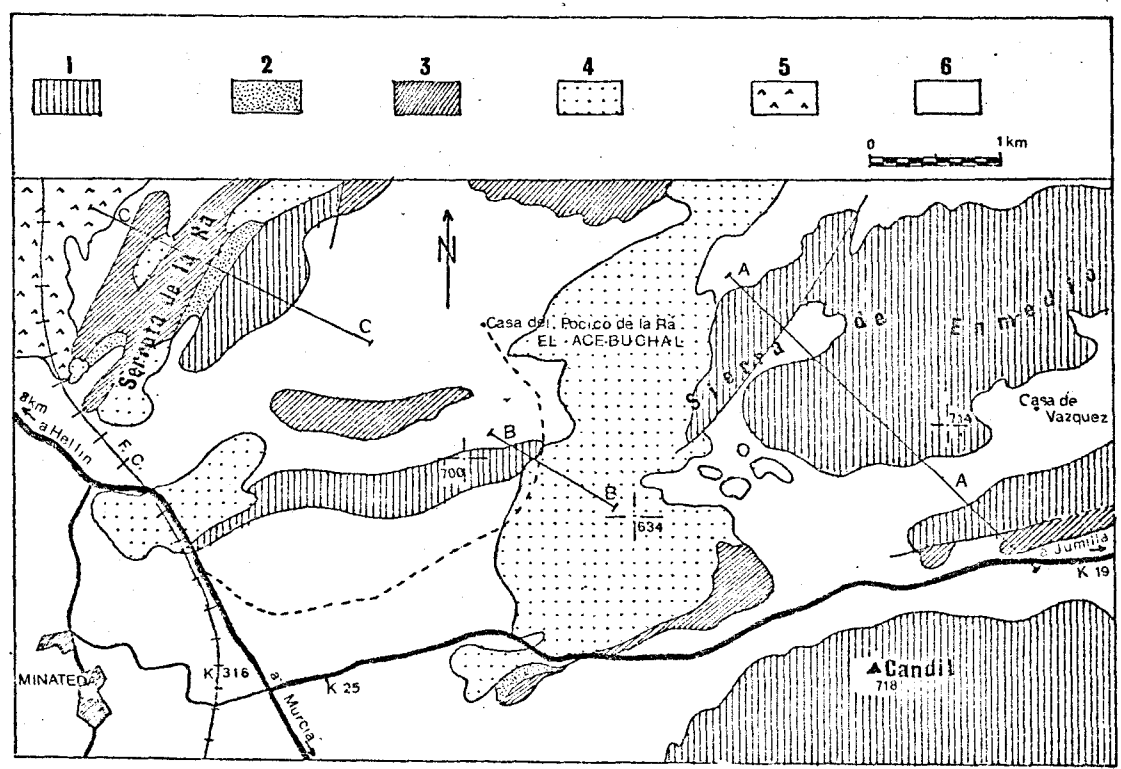 1 2 3 4 5 6
0 1 km
C
Serrata de la Ra
C
N
A
Casa del Pocico de la Ra
EL ACEBUCHAL
Sierra de Enmedio
Casa de
Vazquez
714
8km
a Hellin
F. C.
B
700
B
634
A
a Jumilla
K 19
MINATEDA
K 316
K 25
a Murcia
Candil
718